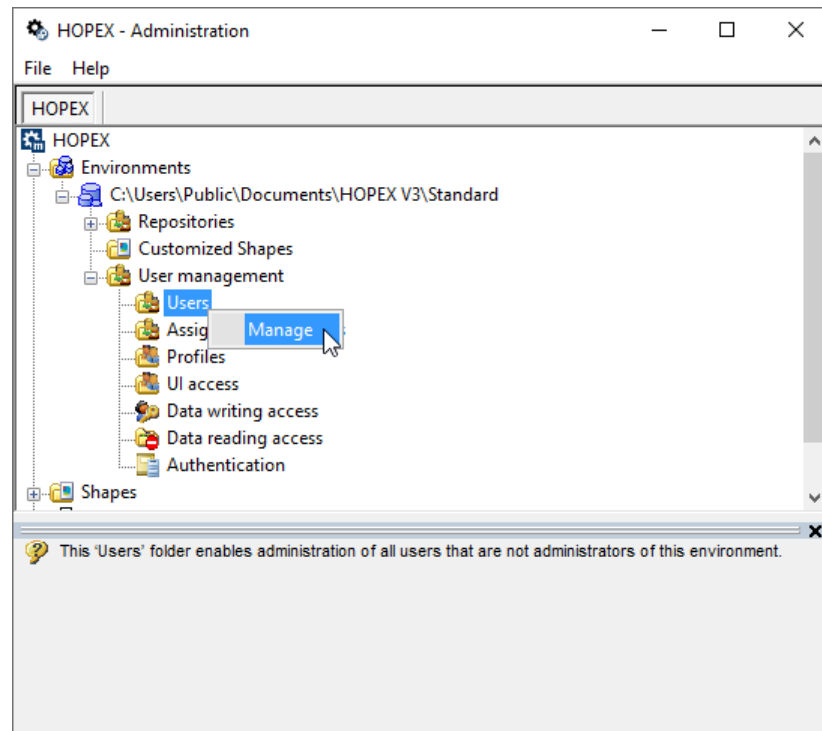 HOPEX - Administration
File Help
HOPEX
HOPEX
Environments
C:\Users\Public\Documents\HOPEX V3\Standard
Repositories
Customized Shapes
User management
Users
Manage
Profiles
UI access
Data writing access
Data reading access
Authentication
Shapes
This 'Users' folder enables administration of all users that are not administrators of this environment.